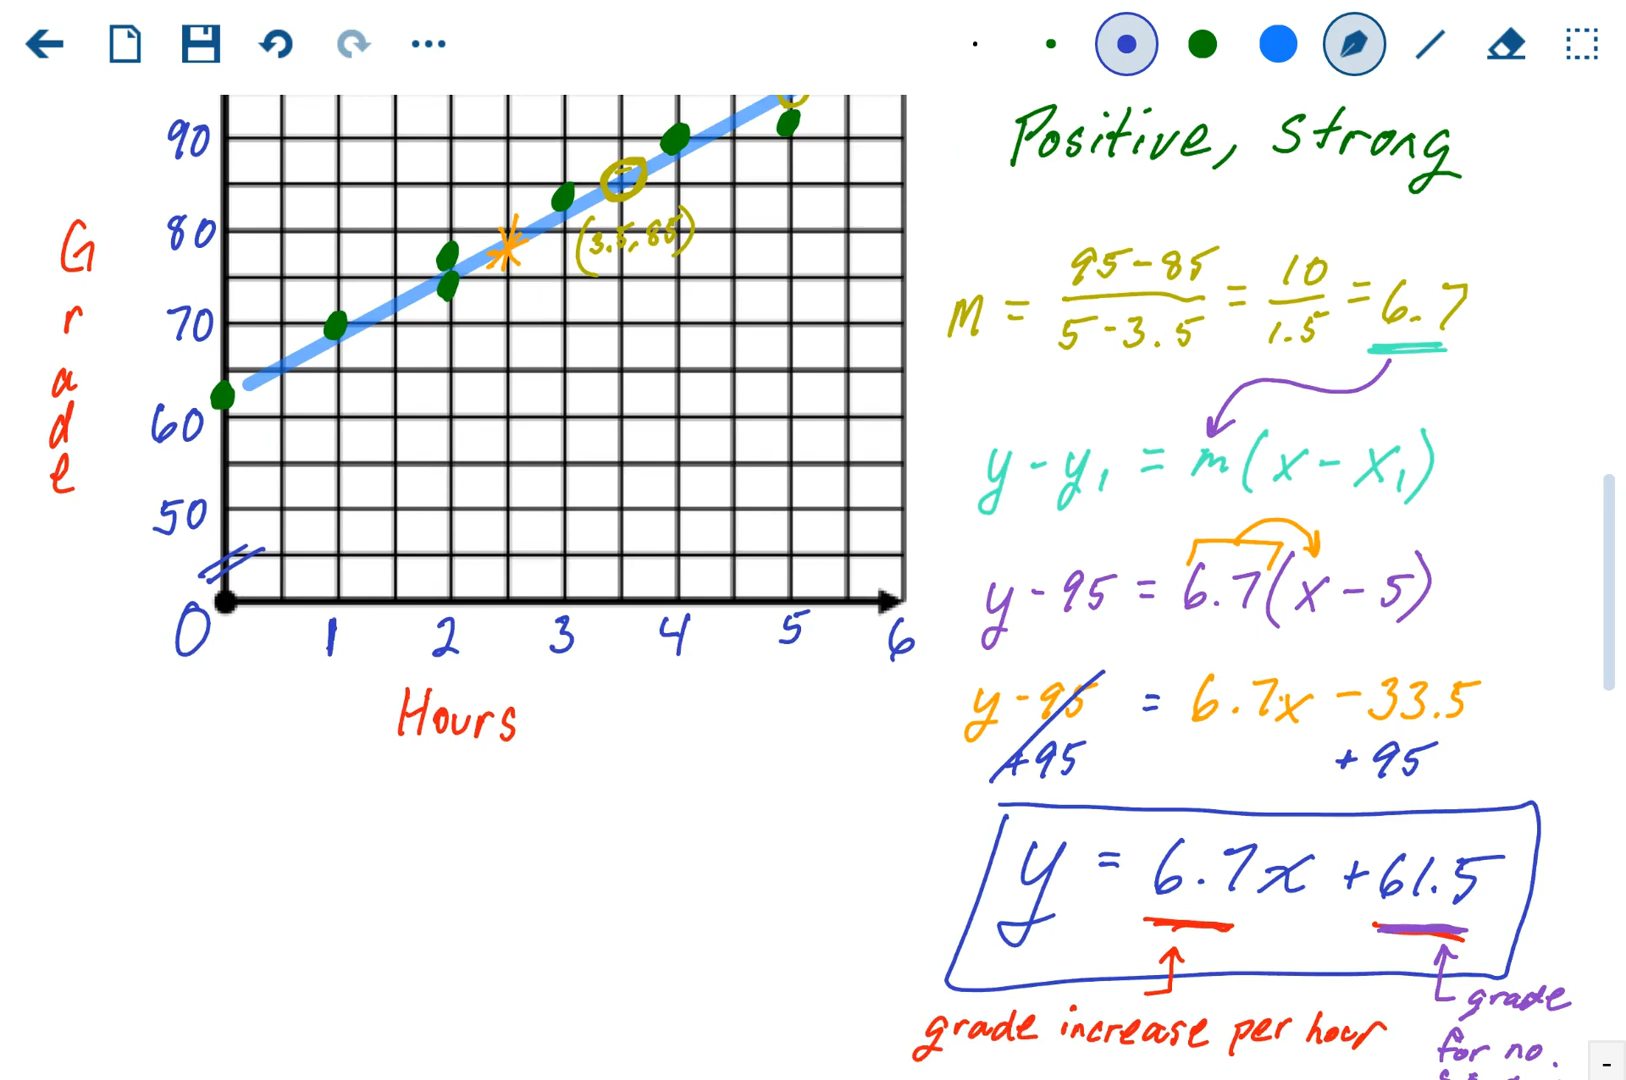 Positive, Strong
90
80
70
60
50
0
1 2 3 4 5 6
Grade
Hours
(3.5, 85)
m = 95-85 / 5-3.5 = 10 / 1.5 = 6.7
y - y₁ = m(x - x₁)
y - 95 = 6.7(x - 5)
y - 95 = 6.7x - 33.5
+95 + 95
y = 6.7x + 61.5
grade increase per hour
grade
for no